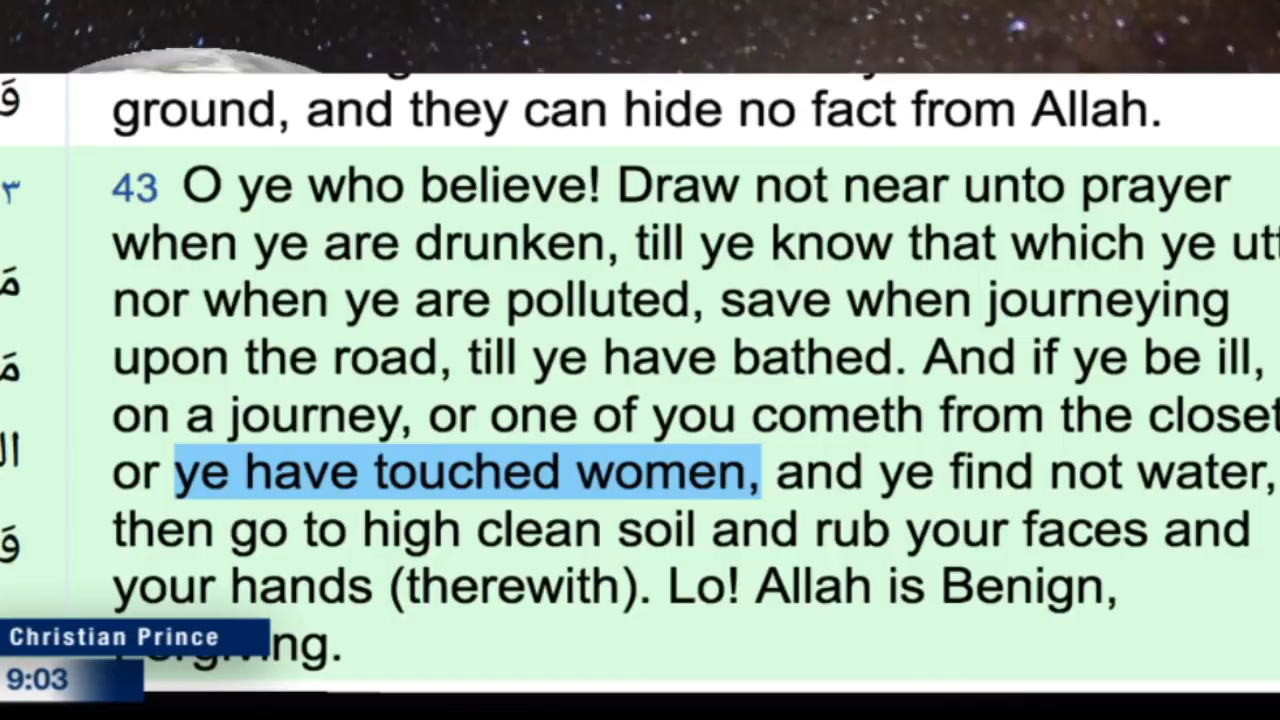 ground, and they can hide no fact from Allah.
43 O ye who believe! Draw not near unto prayer
when ye are drunken, till ye know that which ye
nor when ye are polluted, save when journeying
upon the road, till ye have bathed. And if ye be ill,
on a journey, or one of you cometh from the closet
or ye have touched women, and ye find not water,
then go to high clean soil and rub your faces and
your hands (therewith). Lo! Allah is Benign,
Christian Prince
9:03